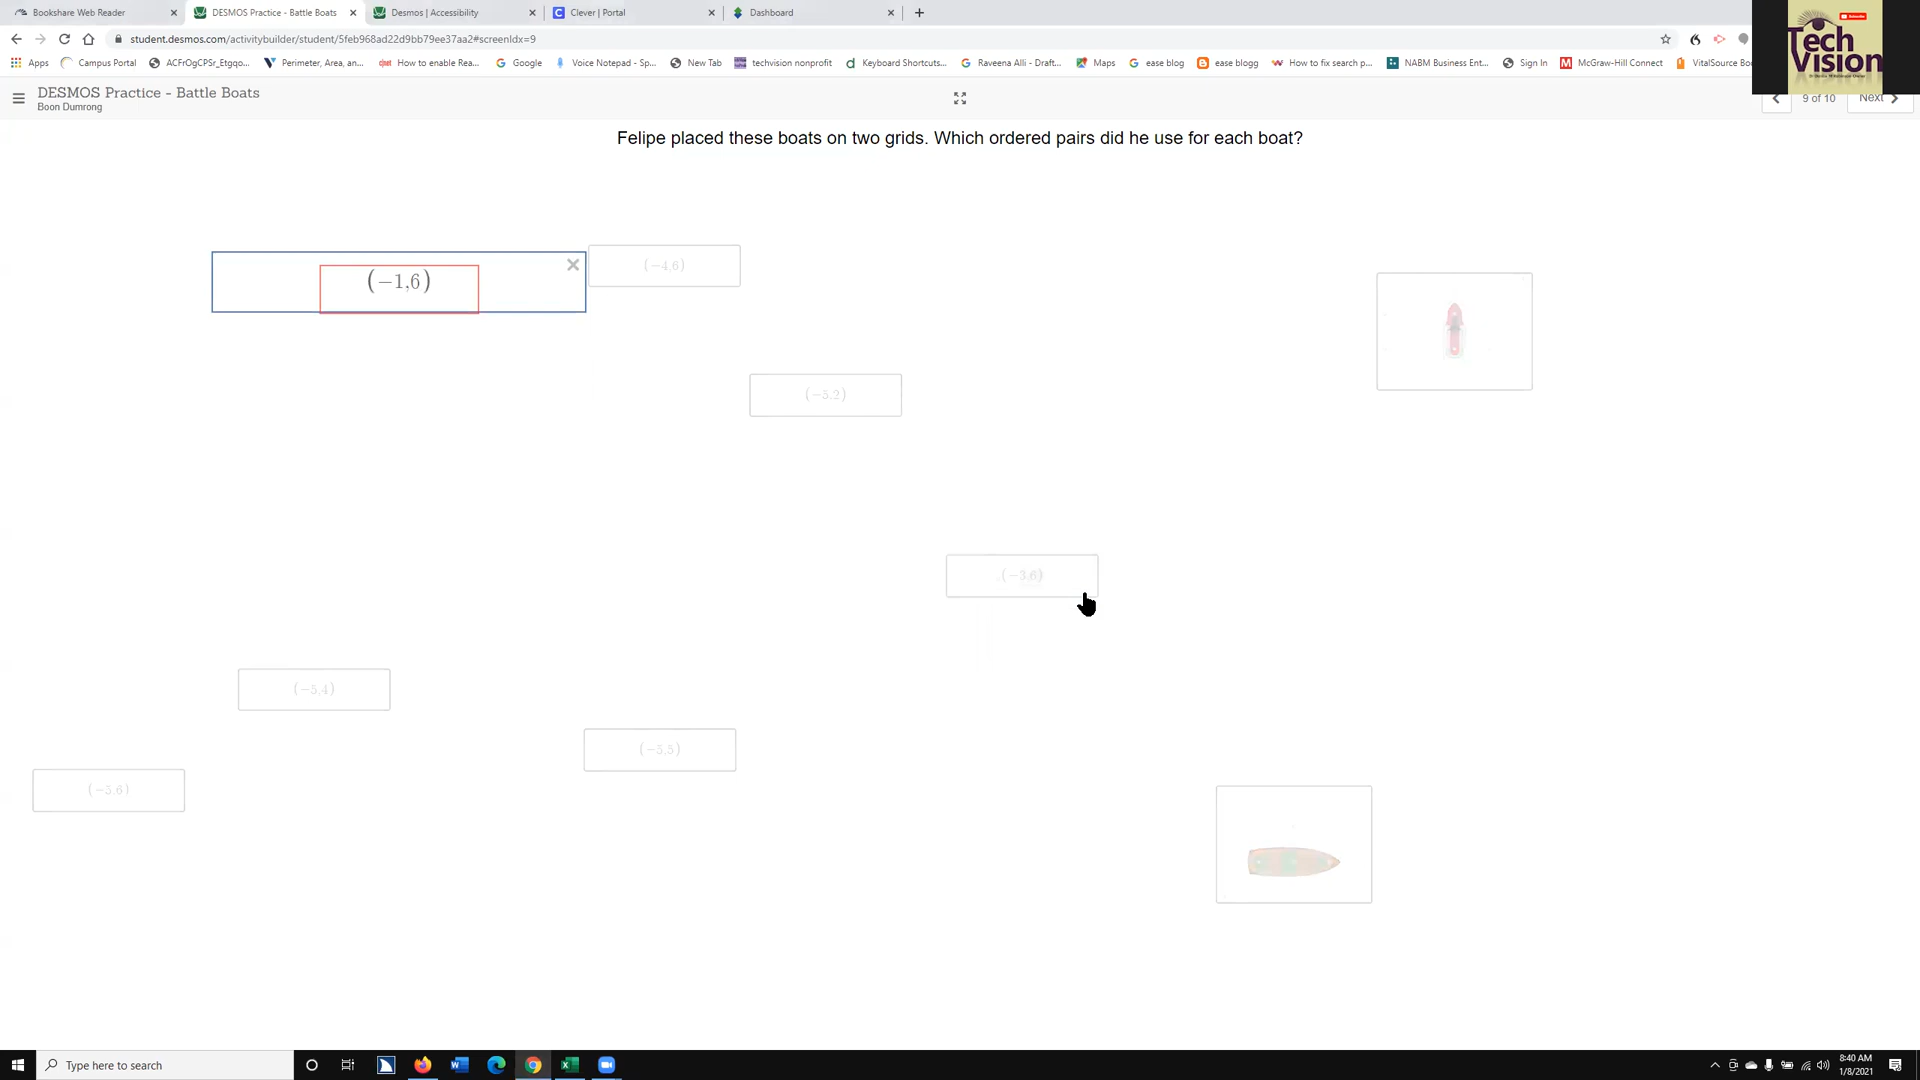 Bookshare Web Reader
DESMOS Practice - Battle Boats
Desmos | Accessibility
Clever | Portal
Dashboard
student.desmos.com/activitybuilder/student/5feb968ad22d9bb79ee37aa2#screenIdx=9
Apps
Campus Portal
ACFrOgCPSr_Etgqo...
Perimeter, Area, an...
How to enable Rea...
Google
Voice Notepad - Sp...
New Tab
techvision nonprofit
Keyboard Shortcuts...
Raveena Alli - Draft...
Maps
ease blog
ease blogg
How to fix search p...
NABM Business Ent...
Sign In
McGraw-Hill Connect
VitalSource Bo
Subscribe
Tech
Vision
DESMOS Practice - Battle Boats
Boon Dumrong
9 of 10
Next
Felipe placed these boats on two grids. Which ordered pairs did he use for each boat?
(−1,6)
(−4,6)
(−5,2)
(−3,6)
(−5,4)
(−5,6)
Type here to search
8:40 AM
1/8/2021